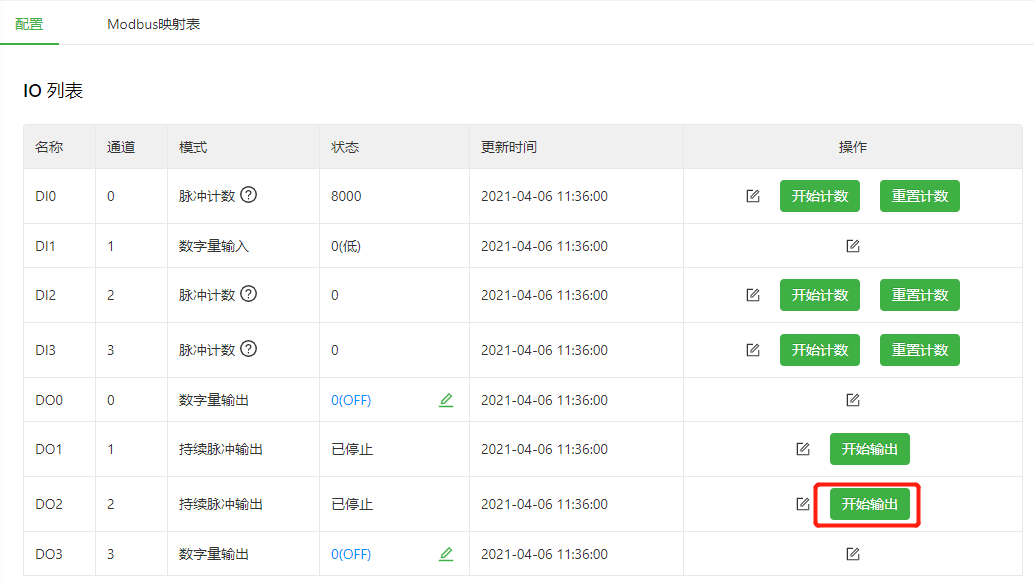 配置 Modbus映射表
IO 列表
名称 通道 模式 状态 更新时间 操作
DI0 0 脉冲计数 8000 2021-04-06 11:36:00 开始计数 重置计数
DI1 1 数字量输入 0(低) 2021-04-06 11:36:00
DI2 2 脉冲计数 0 2021-04-06 11:36:00 开始计数 重置计数
DI3 3 脉冲计数 0 2021-04-06 11:36:00 开始计数 重置计数
DO0 0 数字量输出 0(OFF) 2021-04-06 11:36:00
DO1 1 持续脉冲输出 已停止 2021-04-06 11:36:00 开始输出
DO2 2 持续脉冲输出 已停止 2021-04-06 11:36:00 开始输出
DO3 3 数字量输出 0(OFF) 2021-04-06 11:36:00